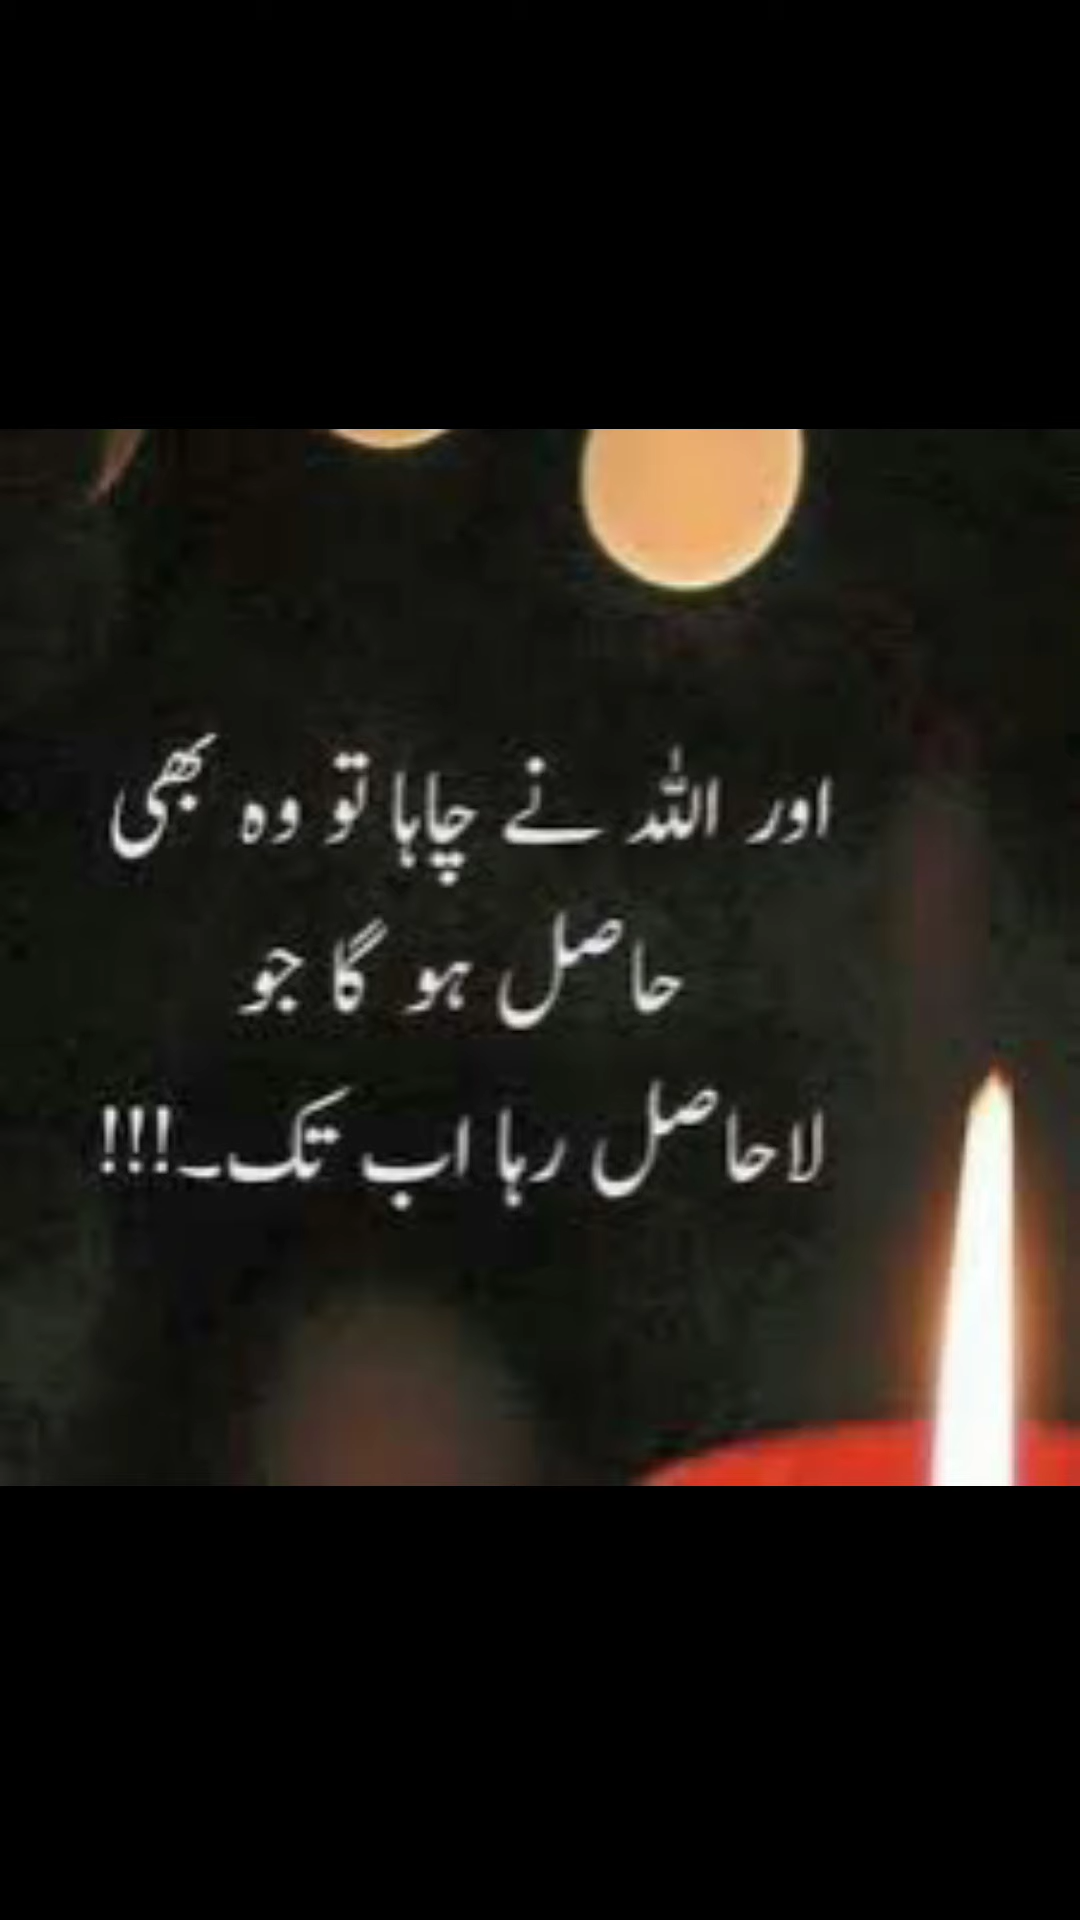 اور اللہ نے چاہا تو وہ بھی
حاصل ہو گا جو
لاحاصل رہا اب تک۔!!!